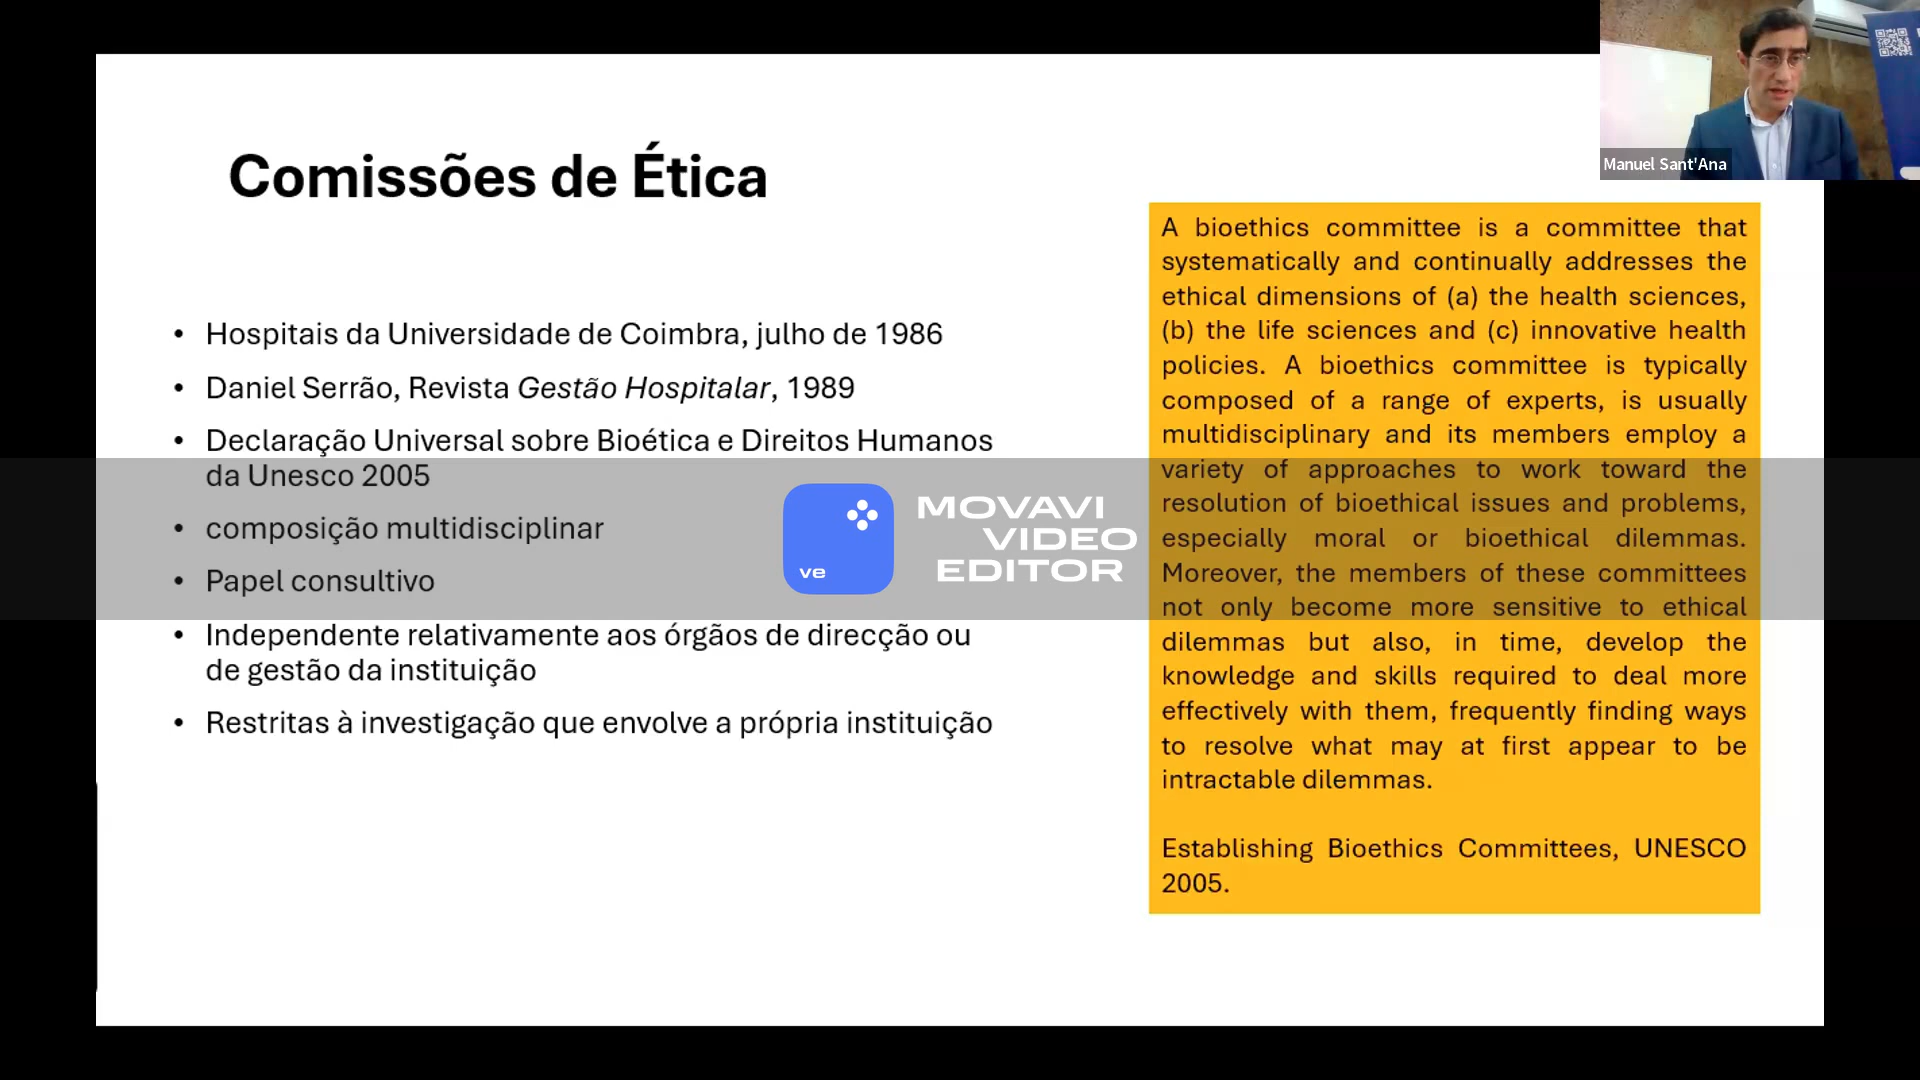 Comissões de Ética
• Hospitais da Universidade de Coimbra, julho de 1986
• Daniel Serrão, Revista Gestão Hospitalar, 1989
• Declaração Universal sobre Bioética e Direitos Humanos
da Unesco 2005
• composição multidisciplinar
• Papel consultivo
• Independente relativamente aos órgãos de direcção ou
de gestão da instituição
• Restritas à investigação que envolve a própria instituição
A bioethics committee is a committee that
systematically and continually addresses the
ethical dimensions of (a) the health sciences,
(b) the life sciences and (c) innovative health
policies. A bioethics committee is typically
composed of a range of experts, is usually
multidisciplinary and its members employ a
variety of approaches to work toward the
resolution of bioethical issues and problems,
especially moral or bioethical dilemmas.
Moreover, the members of these committees
not only become more sensitive to ethical
dilemmas but also, in time, develop the
knowledge and skills required to deal more
effectively with them, frequently finding ways
to resolve what may at first appear to be
intractable dilemmas.
Establishing Bioethics Committees, UNESCO
2005.
Manuel Sant'Ana
ve
MOVAVI
VIDEO
EDITOR